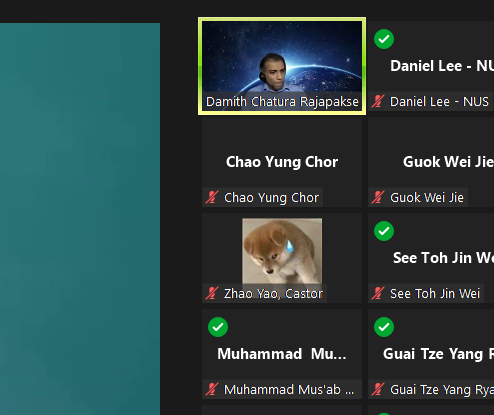 Daniel Lee - NU
Damith Chatura Rajapakse
Daniel Lee - NUS
Chao Yung Chor
Guok Wei Jie
Chao Yung Chor
Guok Wei Jie
See Toh Jin We
Zhao Yao, Castor
See Toh Jin Wei
Muhammad Mu...
Guai Tze Yang R
Muhammad Mus'ab ...
Guai Tze Yang Rya